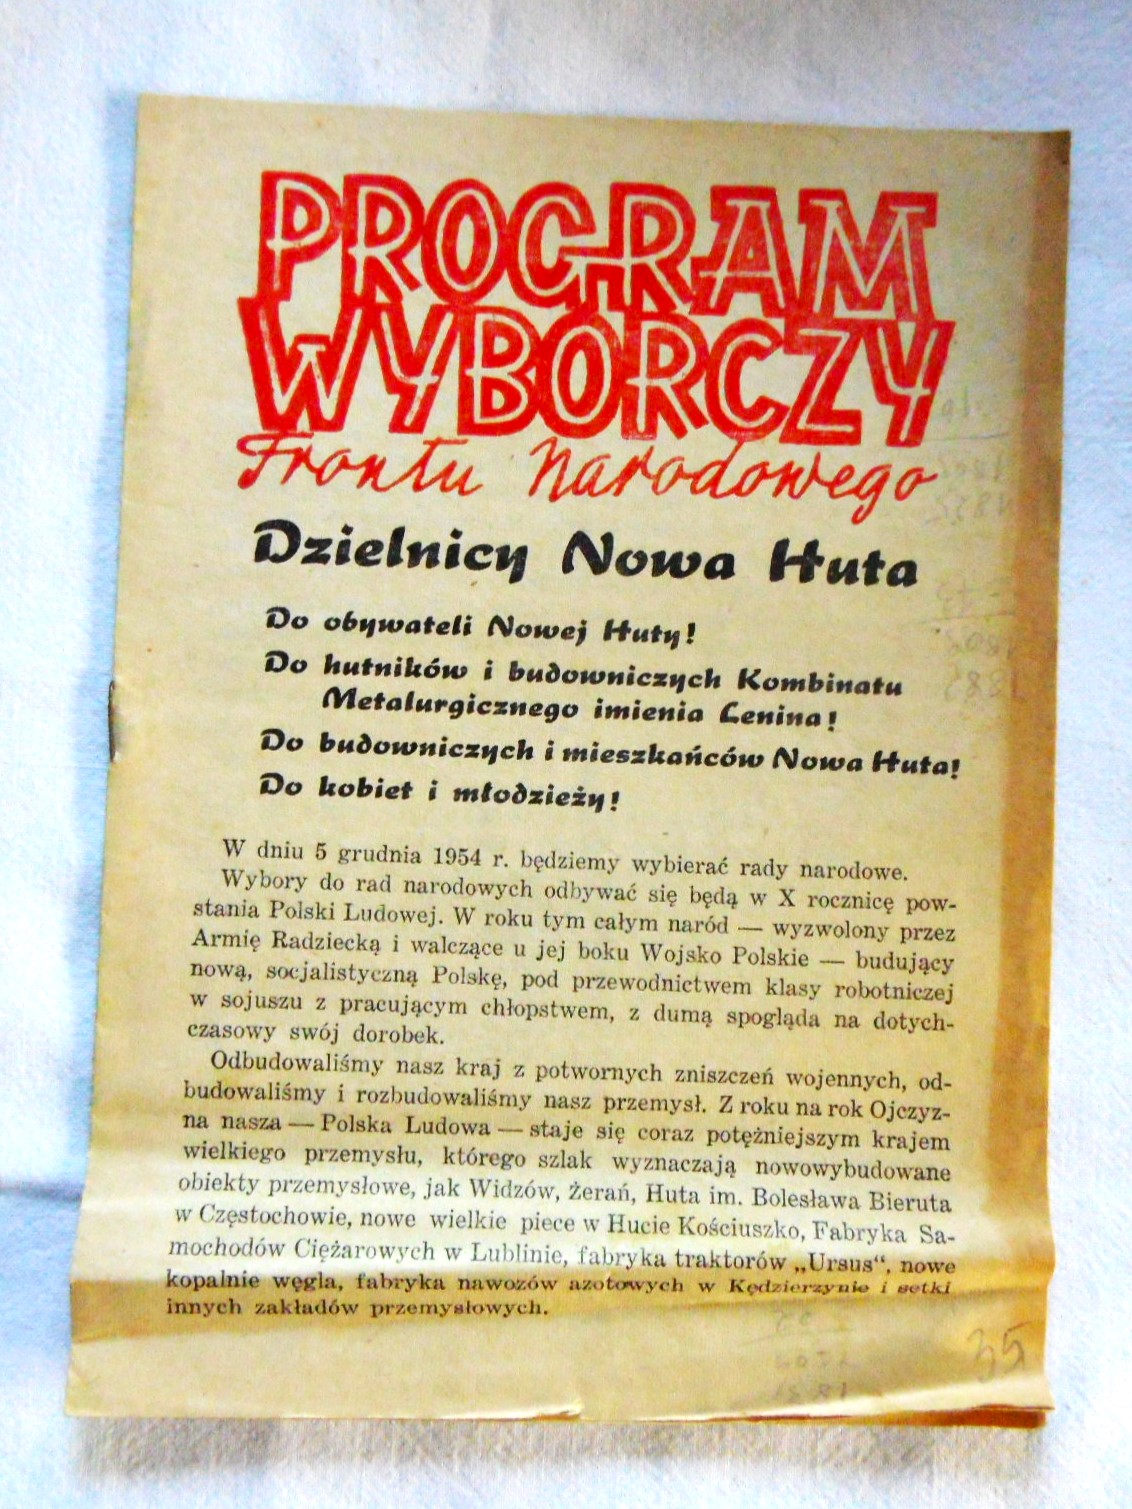 PROGRAM
WYBORCZY
Frontu Narodowego
Dzielnicy Nowa Huta
Do obywateli Nowej Huty!
Do hutników i budowniczych Kombinatu
Metalurgicznego imienia Lenina!
Do budowniczych i mieszkańców Nowa Huta!
Do kobiet i młodzieży!
W dniu 5 grudnia 1954 r. będziemy wybierać rady narodowe.
Wybory do rad narodowych odbywać się będą w X rocznicę pow-
stania Polski Ludowej. W roku tym całym naród — wyzwolony przez
Armię Radziecką i walczące u jej boku Wojsko Polskie — budujący
nową, socjalistyczną Polskę, pod przewodnictwem klasy robotniczej
w sojuszu z pracującym chłopstwem, z dumą spogląda na dotych-
czasowy swój dorobek.
Odbudowaliśmy nasz kraj z potwornych zniszczeń wojennych, od-
budowaliśmy i rozbudowaliśmy nasz przemysł. Z roku na rok Ojczyz-
na nasza — Polska Ludowa — staje się coraz potężniejszym krajem
wielkiego przemysłu, którego szlak wyznaczają nowowybudowane
obiekty przemysłowe, jak Widzów, Żerań, Huta im. Bolesława Bieruta
w Częstochowie, nowe wielkie piece w Hucie Kościuszko, Fabryka Sa-
mochodów Ciężarowych w Lublinie, fabryka traktorów „Ursus“, nowe
kopalnie węgla, fabryka nawozów azotowych w Kędzierzynie i setki
innych zakładów przemysłowych.
35